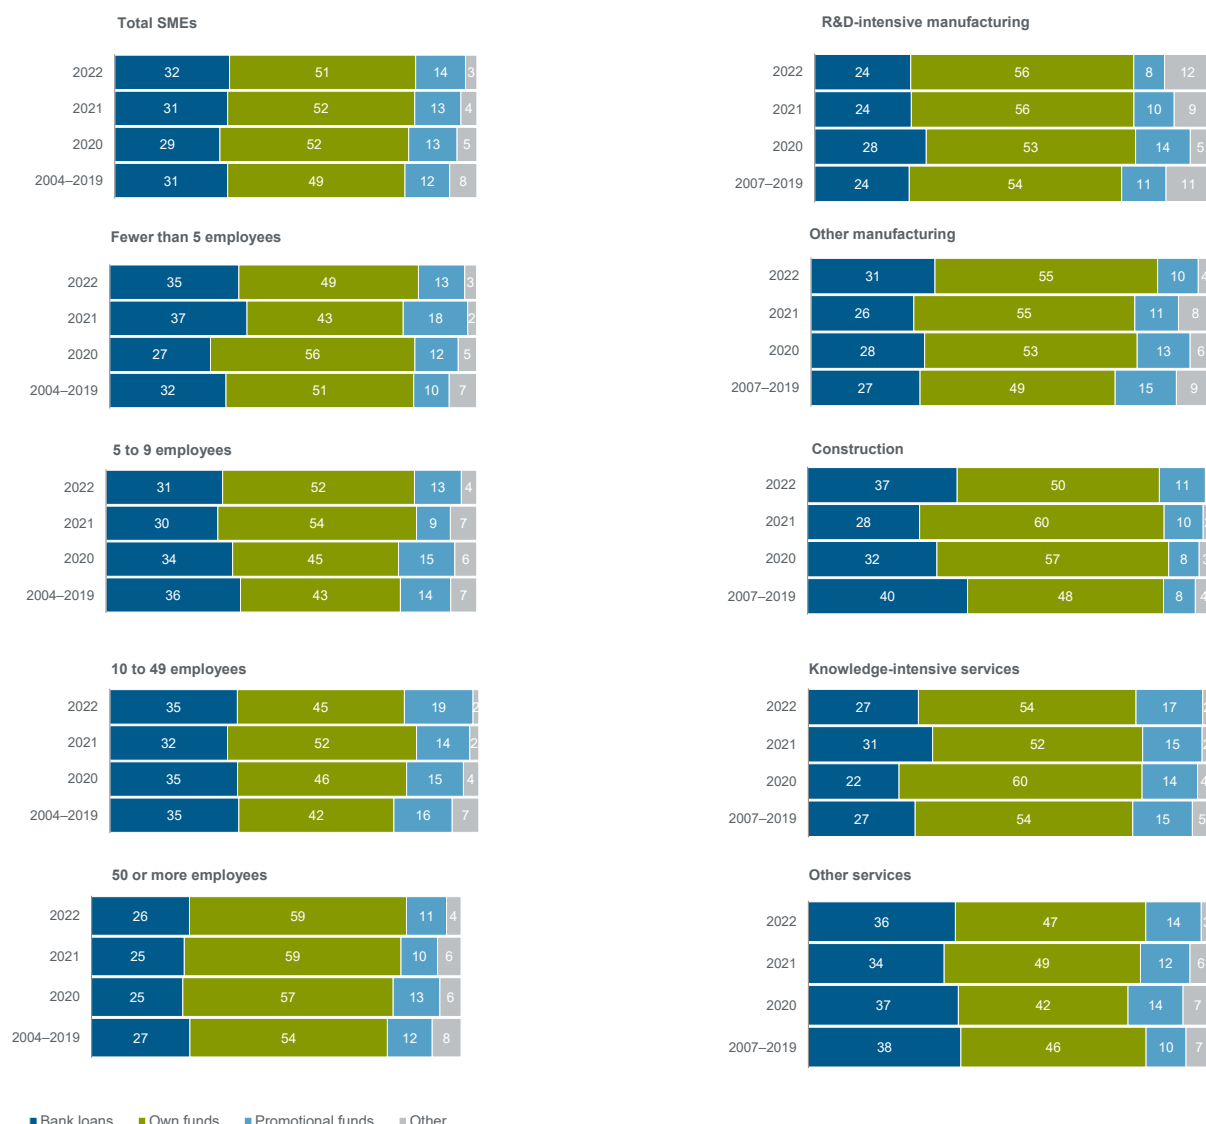 Total SMEs
2022 32 51 14 3
2021 31 52 13 4
2020 29 52 13 5
2004–2019 31 49 12 8
Fewer than 5 employees
2022 35 49 13 3
2021 37 43 18 2
2020 27 56 12 5
2004–2019 32 51 10 7
5 to 9 employees
2022 31 52 13 4
2021 30 54 9 7
2020 34 45 15 6
2004–2019 36 43 14 7
10 to 49 employees
2022 35 45 19 2
2021 32 52 14 2
2020 35 46 15 4
2004–2019 35 42 16 7
50 or more employees
2022 26 59 11 4
2021 25 59 10 6
2020 25 57 13 6
2004–2019 27 54 12 8
R&D-intensive manufacturing
2022 24 56 8 12
2021 24 56 10 9
2020 28 53 14 5
2007–2019 24 54 11 11
Other manufacturing
2022 31 55 10 4
2021 26 55 11 8
2020 28 53 13 6
2007–2019 27 49 15 9
Construction
2022 37 50 11
2021 28 60 10
2020 32 57 8 3
2007–2019 40 48 8 4
Knowledge-intensive services
2022 27 54 17
2021 31 52 15
2020 22 60 14 4
2007–2019 27 54 15 5
Other services
2022 36 47 14 3
2021 34 49 12 6
2020 37 42 14 7
2007–2019 38 46 10 7
Bank loans Own funds Promotional funds Other